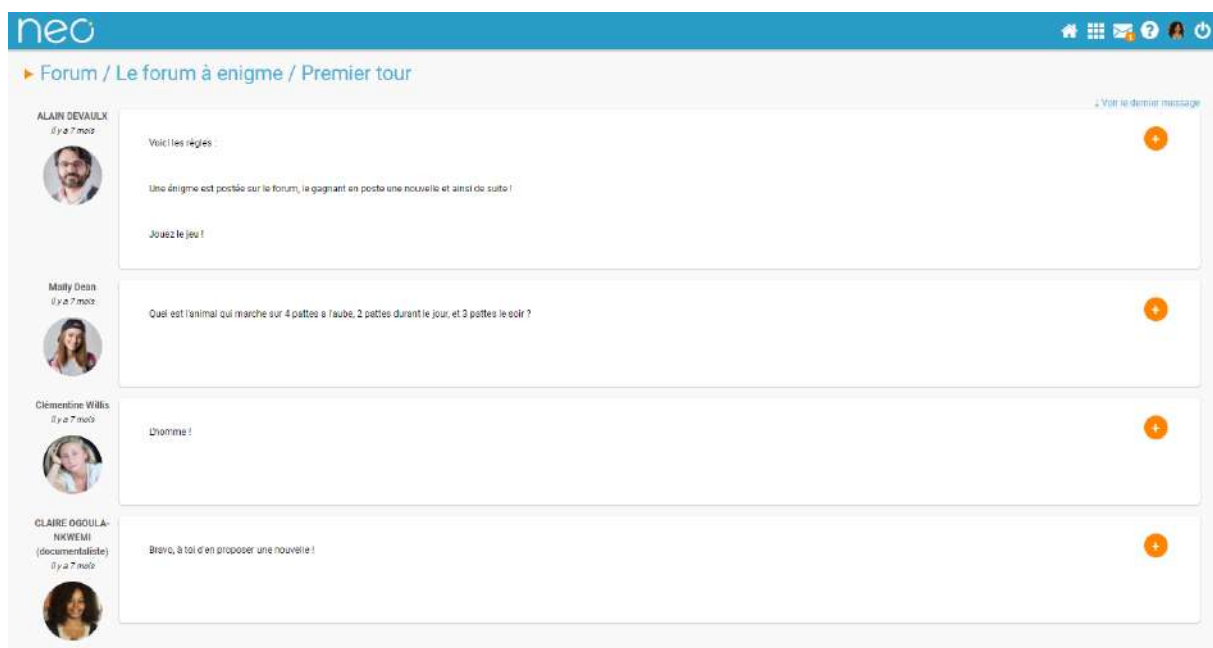 neo
Forum / Le forum à enigme / Premier tour
↓ Voir le dernier message
ALAIN DEVAULX
il y a 7 mois
Voici les règles :
Une énigme est postée sur le forum, le gagnant en poste une nouvelle et ainsi de suite !
Jouez le jeu !
Maïly Dean
il y a 7 mois
Quel est l'animal qui marche sur 4 pattes a l'aube, 2 pattes durant le jour, et 3 pattes le soir ?
Clémentine Willis
il y a 7 mois
L'homme !
CLAIRE OGOULA-
NKWEMI
(documentaliste)
il y a 7 mois
Bravo, à toi d'en proposer une nouvelle !